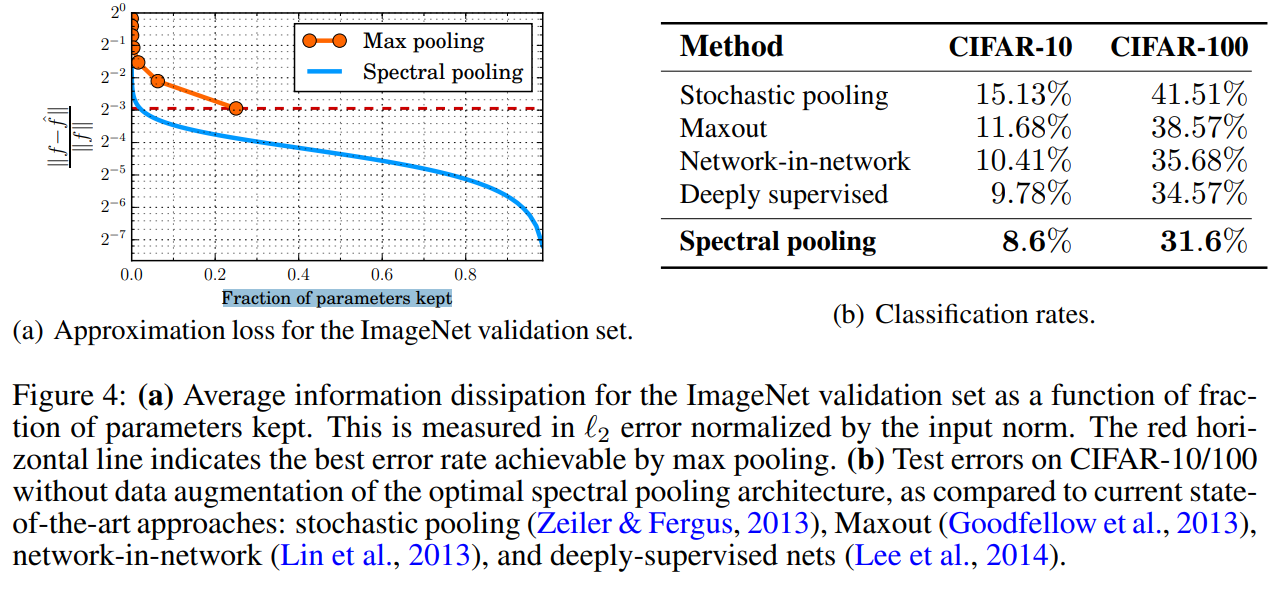 2^0
2^{-1}
2^{-2}
2^{-3}
2^{-4}
2^{-5}
2^{-6}
2^{-7}
‖f − f̂‖ / ‖f‖
Max pooling
Spectral pooling
0.0 0.2 0.4 0.6 0.8
Fraction of parameters kept
(a) Approximation loss for the ImageNet validation set.
Method CIFAR-10 CIFAR-100
Stochastic pooling 15.13% 41.51%
Maxout 11.68% 38.57%
Network-in-network 10.41% 35.68%
Deeply supervised 9.78% 34.57%
Spectral pooling 8.6% 31.6%
(b) Classification rates.
Figure 4: (a) Average information dissipation for the ImageNet validation set as a function of frac-
tion of parameters kept. This is measured in ℓ₂ error normalized by the input norm. The red hori-
zontal line indicates the best error rate achievable by max pooling. (b) Test errors on CIFAR-10/100
without data augmentation of the optimal spectral pooling architecture, as compared to current state-
of-the-art approaches: stochastic pooling (Zeiler & Fergus, 2013), Maxout (Goodfellow et al., 2013),
network-in-network (Lin et al., 2013), and deeply-supervised nets (Lee et al., 2014).